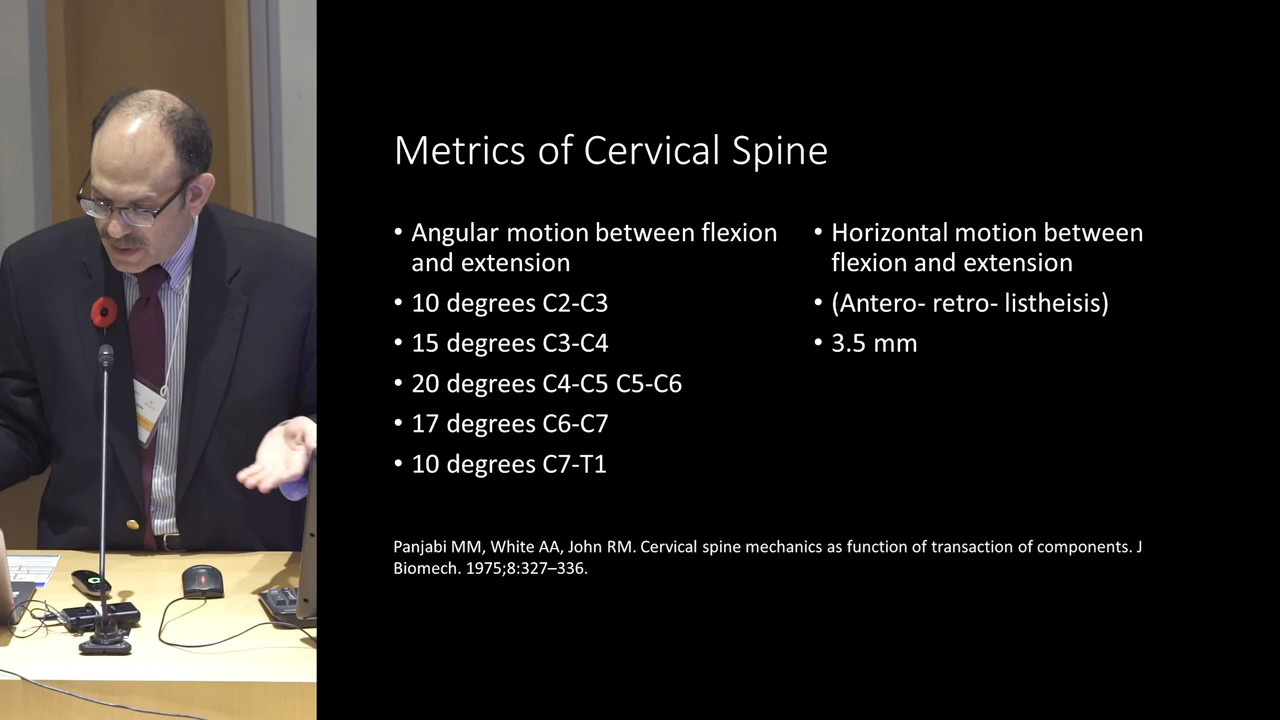 Metrics of Cervical Spine
• Angular motion between flexion
and extension
• 10 degrees C2-C3
• 15 degrees C3-C4
• 20 degrees C4-C5 C5-C6
• 17 degrees C6-C7
• 10 degrees C7-T1
• Horizontal motion between
flexion and extension
• (Antero- retro- listheisis)
• 3.5 mm
Panjabi MM, White AA, John RM. Cervical spine mechanics as function of transaction of components. J
Biomech. 1975;8:327–336.